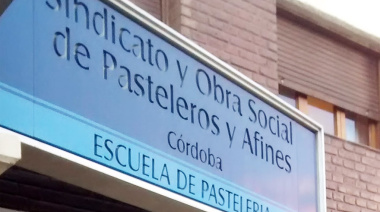 Sindicato y Obra Social
de Pasteleros y Afines
Córdoba
ESCUELA DE PASTELERIA